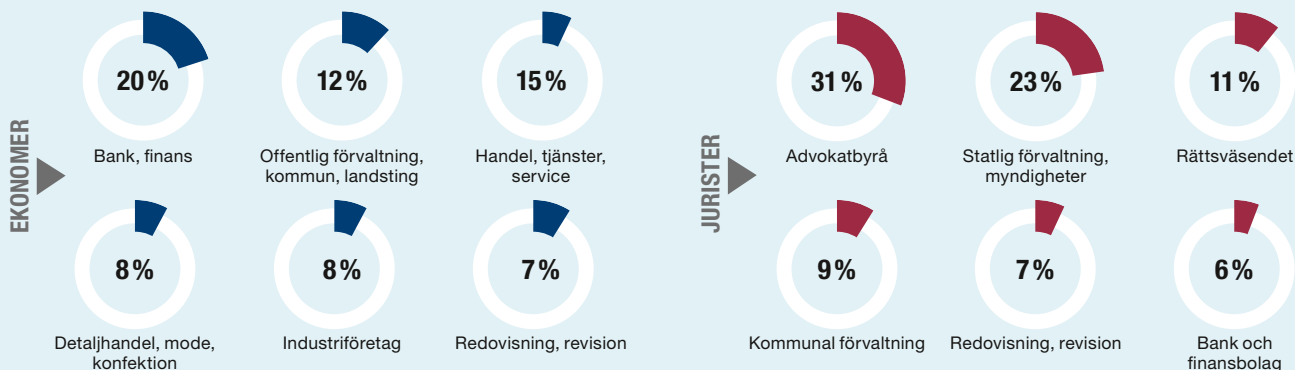 EKONOMER
20 %
Bank, finans
12 %
Offentlig förvaltning,
kommun, landsting
15 %
Handel, tjänster,
service
8 %
Detaljhandel, mode,
konfektion
8 %
Industriföretag
7 %
Redovisning, revision
JURISTER
31 %
Advokatbyrå
23 %
Statlig förvaltning,
myndigheter
11 %
Rättsväsendet
9 %
Kommunal förvaltning
7 %
Redovisning, revision
6 %
Bank och
finansbolag